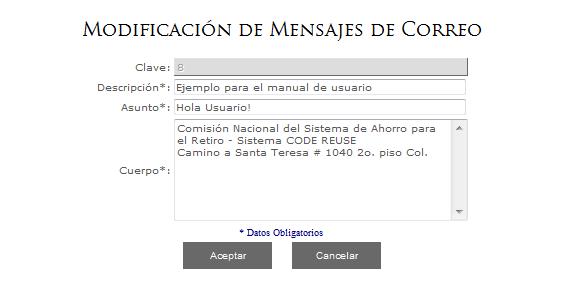 Modificación de Mensajes de Correo
Clave: 8
Descripción*: Ejemplo para el manual de usuario
Asunto*: Hola Usuario!
Cuerpo*: Comisión Nacional del Sistema de Ahorro para
el Retiro - Sistema CODE REUSE
Camino a Santa Teresa # 1040 2o. piso Col.
* Datos Obligatorios
Aceptar Cancelar